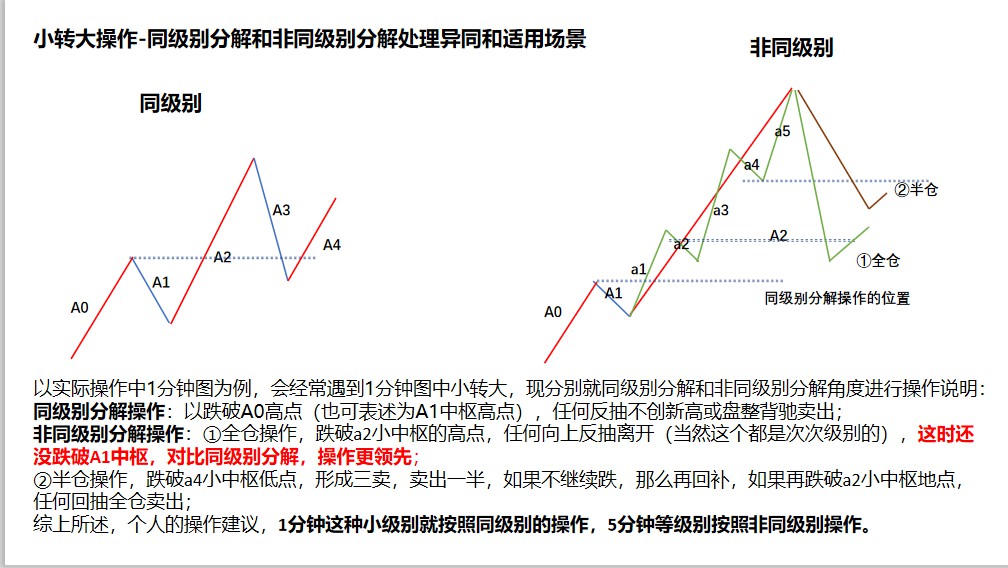 小转大操作-同级别分解和非同级别分解处理异同和适用场景
同级别
A0
A1
A2
A3
A4
非同级别
A0
A1
a1
a2
a3
a4
a5
A2
②半仓
①全仓
同级别分解操作的位置
以实际操作中1分钟图为例，会经常遇到1分钟图中小转大，现分别就同级别分解和非同级别分解角度进行操作说明：
同级别分解操作：以跌破A0高点（也可表述为A1中枢高点），任何反抽不创新高或盘整背驰卖出；
非同级别分解操作：①全仓操作，跌破a2小中枢的高点，任何向上反抽离开（当然这个都是次次级别的），这时还
没跌破A1中枢，对比同级别分解，操作更领先；
②半仓操作，跌破a4小中枢低点，形成三卖，卖出一半，如果不继续跌，那么再回补，如果再跌破a2小中枢地点，
任何回抽全仓卖出；
综上所述，个人的操作建议，1分钟这种小级别就按照同级别的操作，5分钟等级别按照非同级别操作。